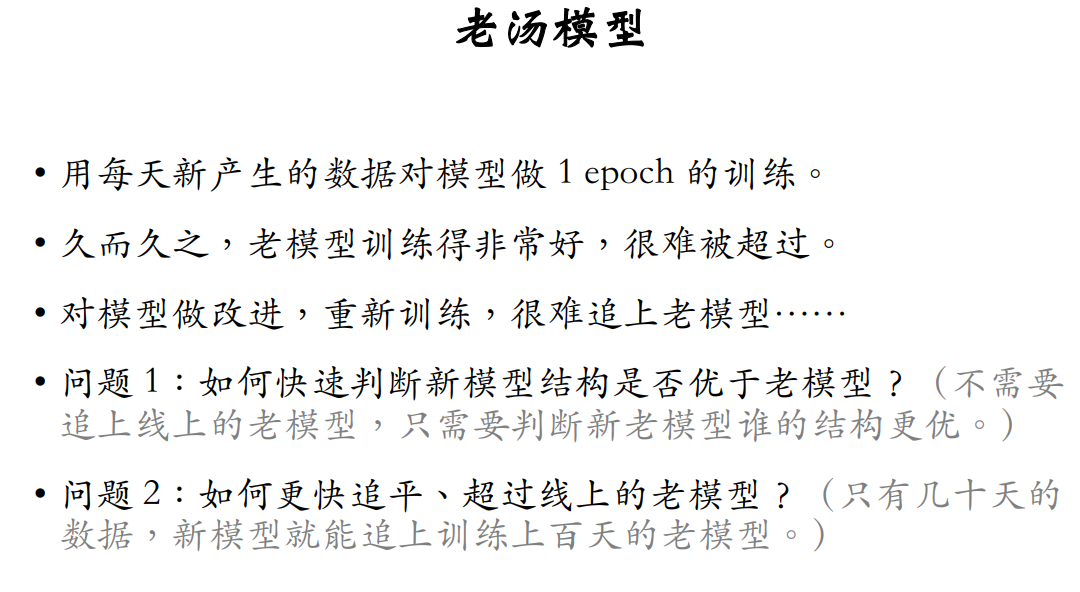 老汤模型
• 用每天新产生的数据对模型做 1 epoch 的训练。
• 久而久之，老模型训练得非常好，很难被超过。
• 对模型做改进，重新训练，很难追上老模型……
• 问题 1：如何快速判断新模型结构是否优于老模型？（不需要
追上线上的老模型，只需要判断新老模型谁的结构更优。）
• 问题 2：如何更快追平、超过线上的老模型？（只有几十天的
数据，新模型就能追上训练上百天的老模型。）